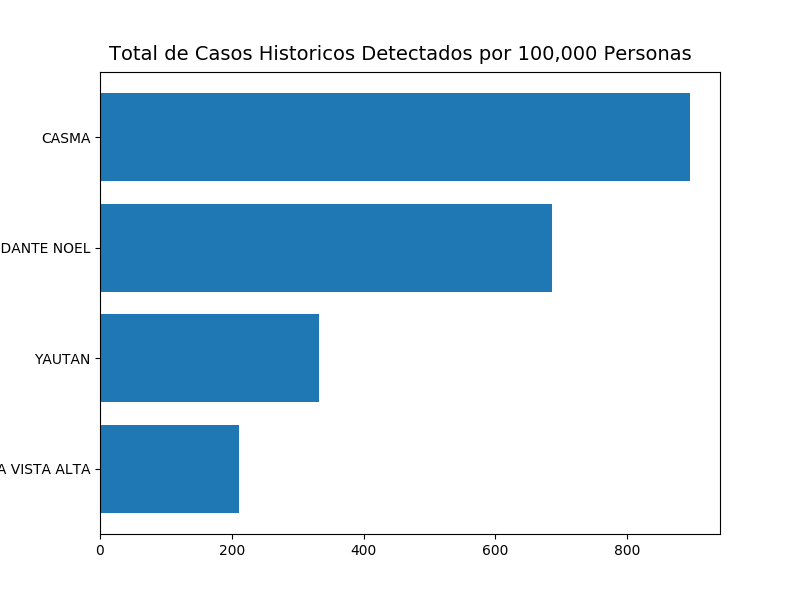 Total de Casos Historicos Detectados por 100,000 Personas
CASMA
DANTE NOEL
YAUTAN
A VISTA ALTA
0 200 400 600 800